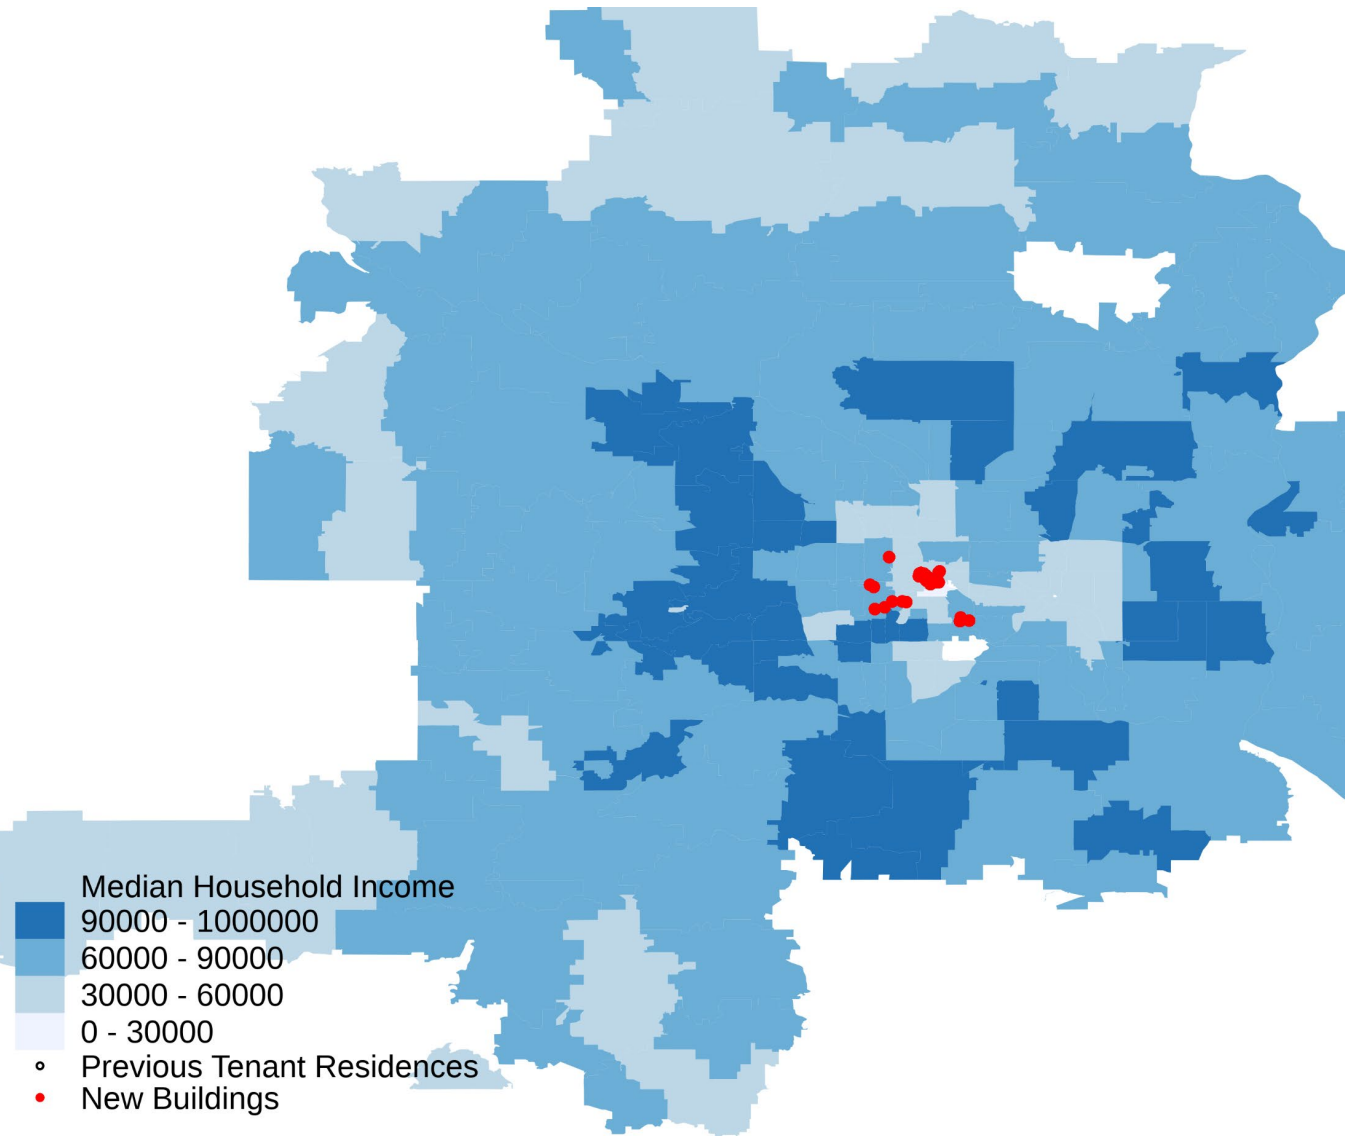 Median Household Income
90000 - 1000000
60000 - 90000
30000 - 60000
0 - 30000
Previous Tenant Residences
New Buildings